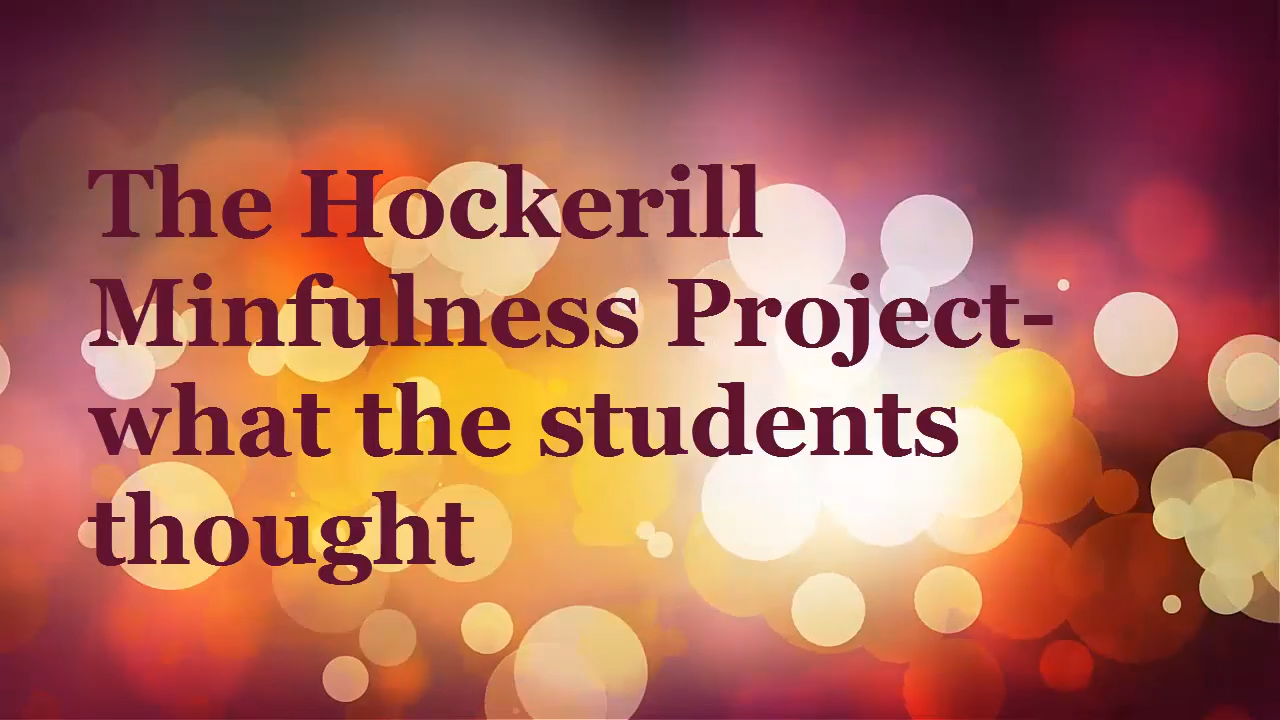 The Hockerill
Minfulness Project-
what the students
thought